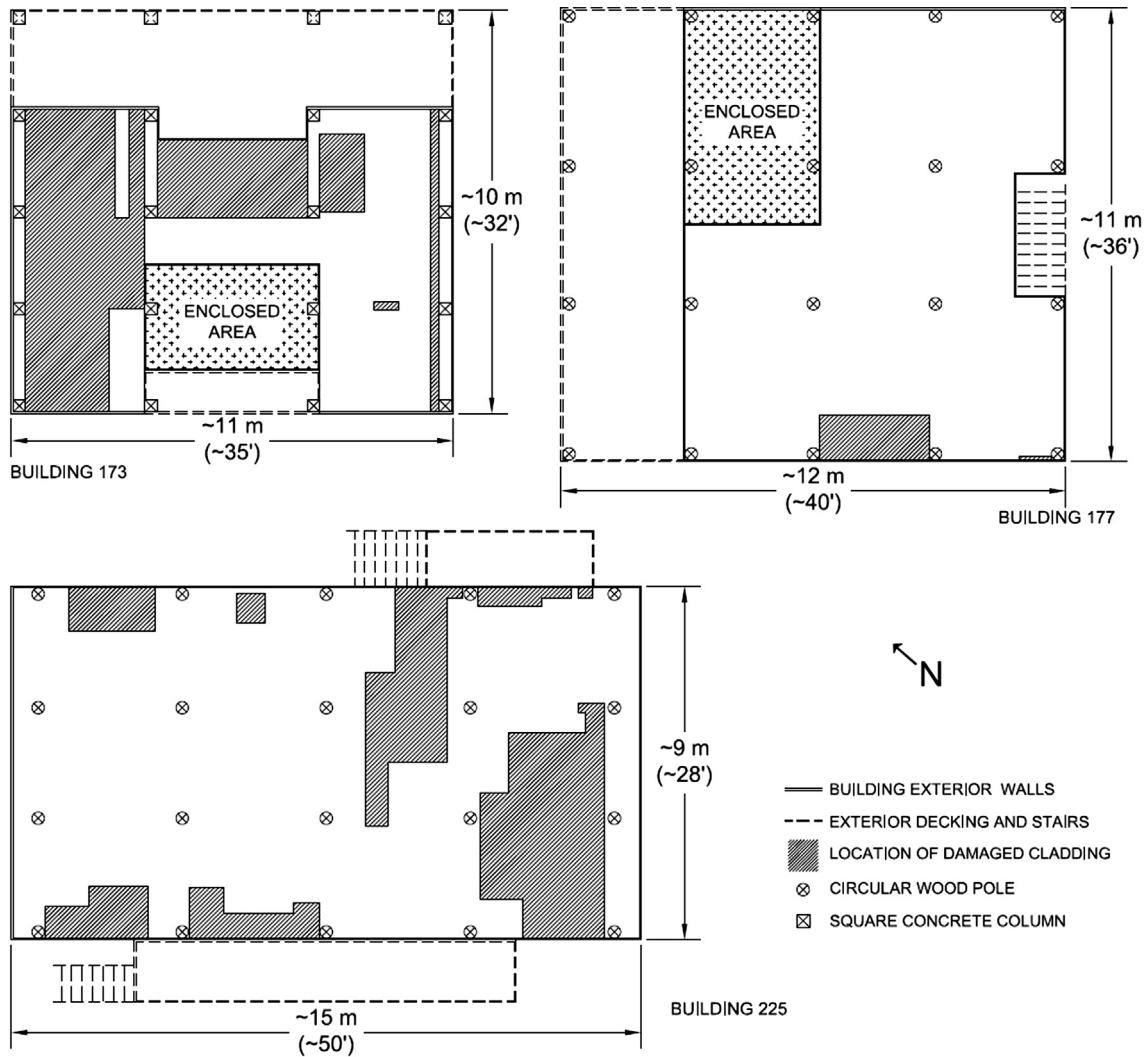 ENCLOSED
AREA
~10 m
(~32')
ENCLOSED
AREA
~11 m
(~35')
BUILDING 173
ENCLOSED
AREA
~11 m
(~36')
~12 m
(~40')
BUILDING 177
N
~9 m
(~28')
BUILDING EXTERIOR WALLS
EXTERIOR DECKING AND STAIRS
LOCATION OF DAMAGED CLADDING
CIRCULAR WOOD POLE
SQUARE CONCRETE COLUMN
~15 m
(~50')
BUILDING 225